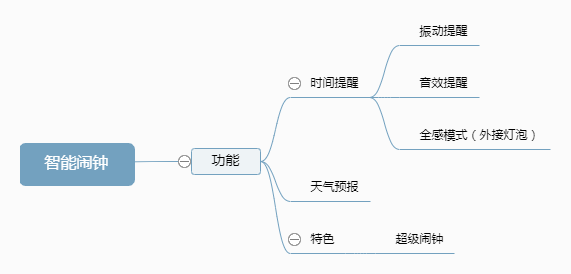 智能闹钟
功能
时间提醒
振动提醒
音效提醒
全感模式（外接灯泡）
天气预报
特色
超级闹钟